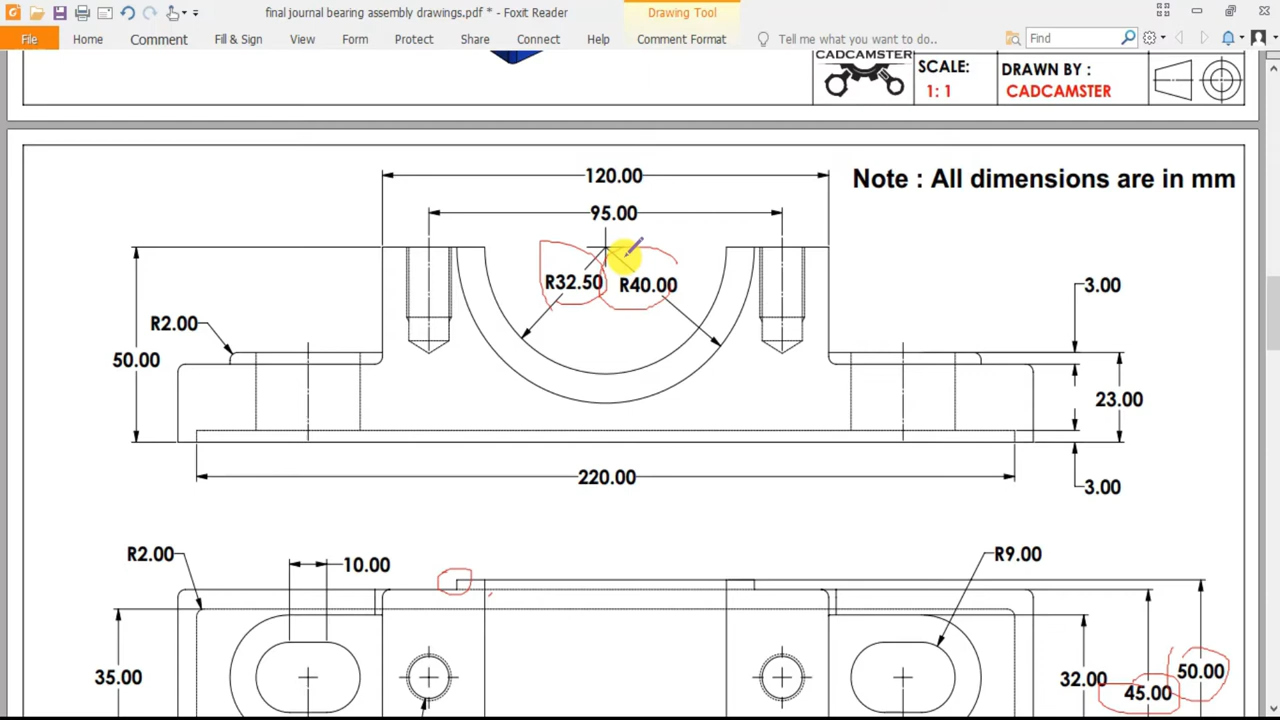 final journal bearing assembly drawings.pdf * - Foxit Reader
Drawing Tool
File
Home
Comment
Fill & Sign
View
Form
Protect
Share
Connect
Help
Comment Format
Tell me what you want to do..
Find
CADCAMSTER
SCALE:
1: 1
DRAWN BY :
CADCAMSTER
Note : All dimensions are in mm
120.00
95.00
R32.50
R40.00
3.00
R2.00
50.00
23.00
220.00
3.00
R2.00
10.00
R9.00
35.00
32.00
45.00
50.00